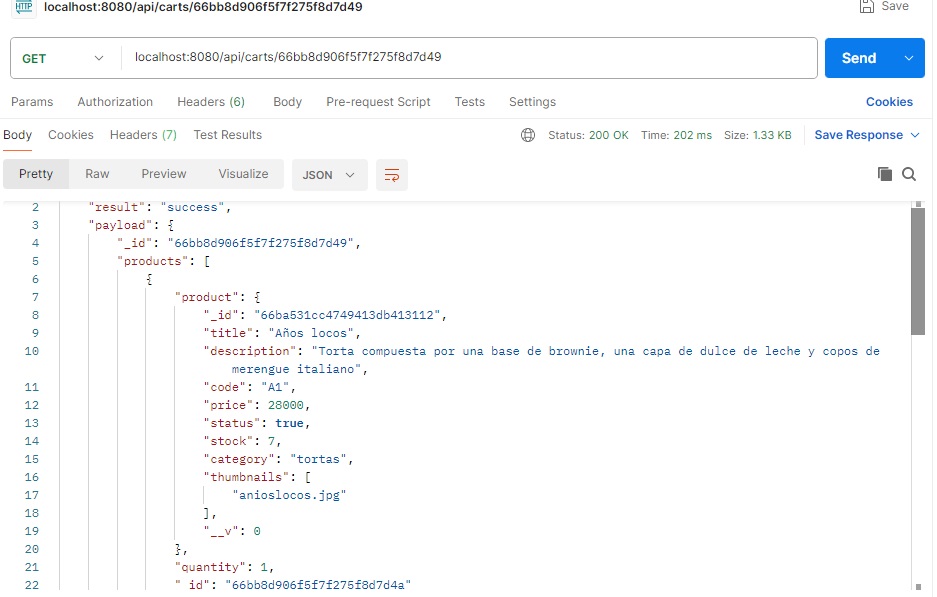 HTTP localhost:8080/api/carts/66bb8d906f5f7f275f8d7d49 Save
GET localhost:8080/api/carts/66bb8d906f5f7f275f8d7d49 Send
Params Authorization Headers (6) Body Pre-request Script Tests Settings Cookies
Body Cookies Headers (7) Test Results Status: 200 OK Time: 202 ms Size: 1.33 KB Save Response
Pretty Raw Preview Visualize JSON
2 "result": "success",
3 "payload": {
4 "_id": "66bb8d906f5f7f275f8d7d49",
5 "products": [
6 {
7 "product": {
8 "_id": "66ba531cc4749413db413112",
9 "title": "Años locos",
10 "description": "Torta compuesta por una base de brownie, una capa de dulce de leche y copos de
merengue italiano",
11 "code": "A1",
12 "price": 28000,
13 "status": true,
14 "stock": 7,
15 "category": "tortas",
16 "thumbnails": [
17 "anioslocos.jpg"
18 ],
19 "__v": 0
20 },
21 "quantity": 1,
22 "_id": "66bb8d906f5f7f275f8d7d4a"